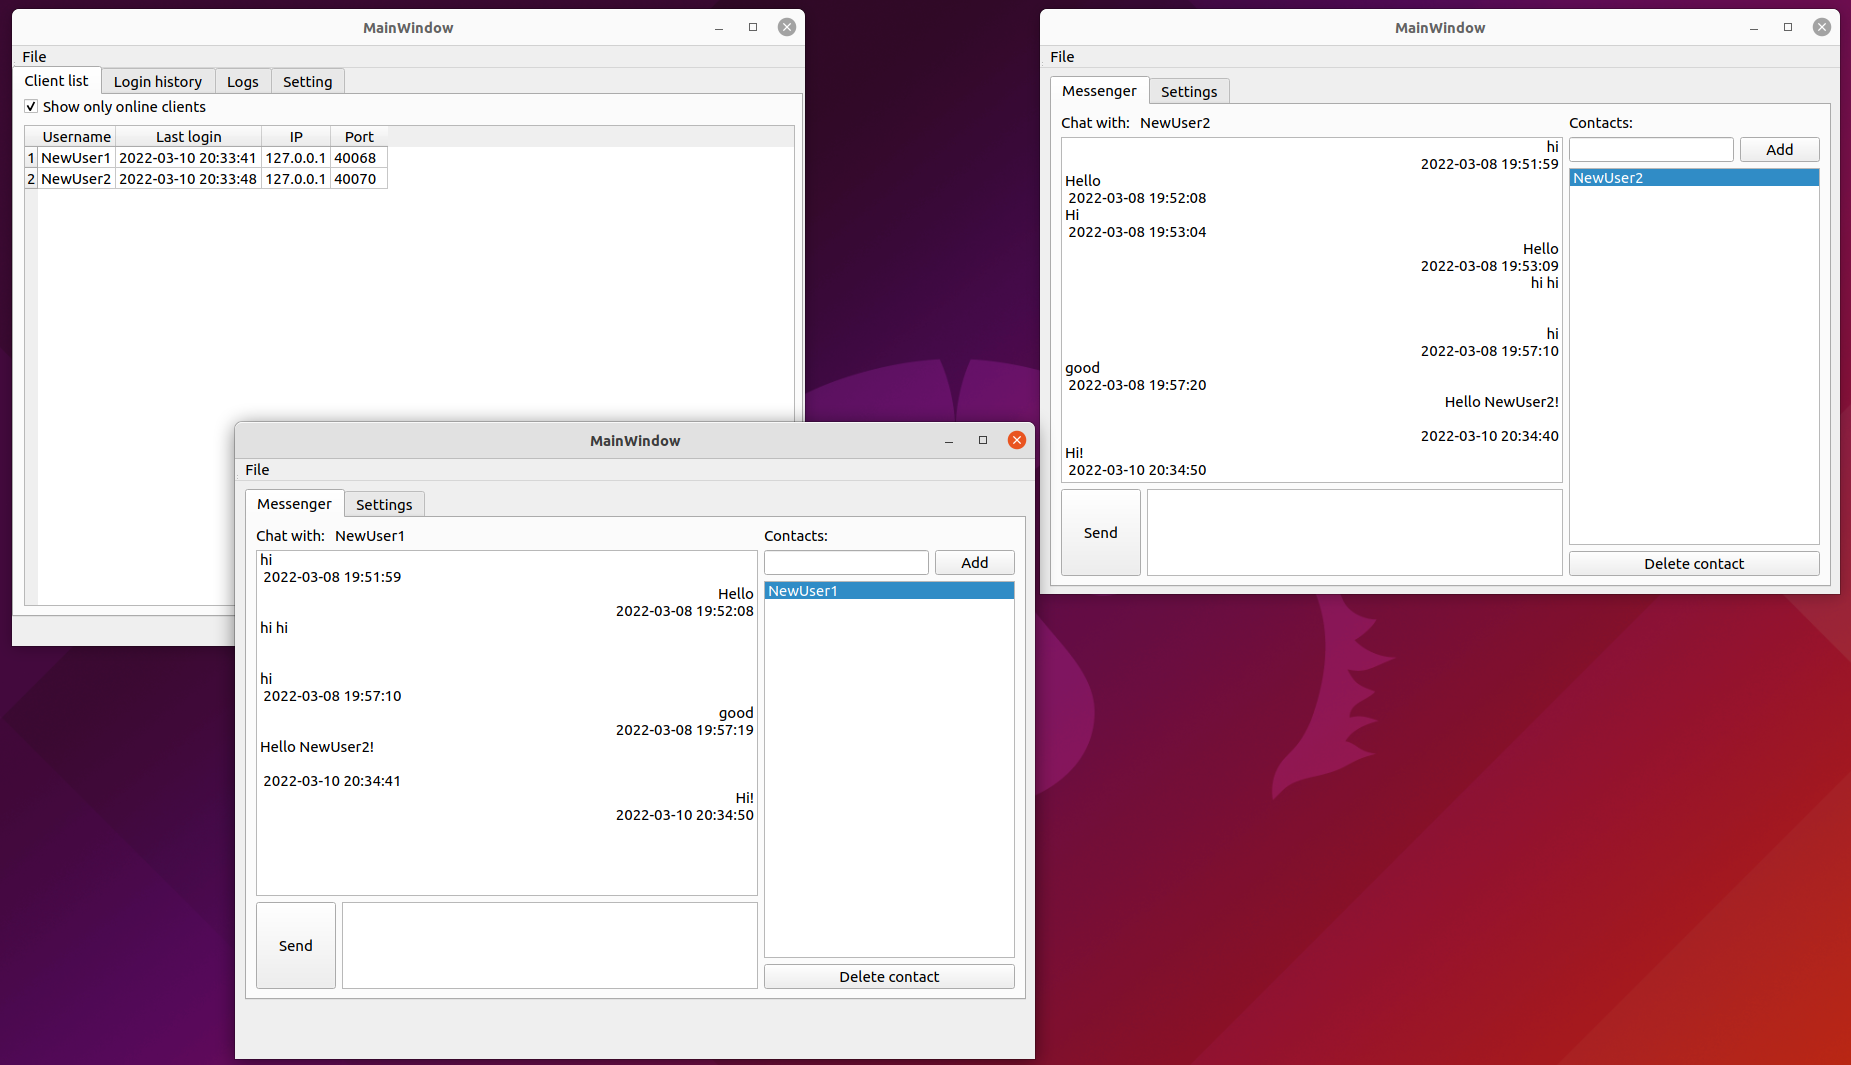 MainWindow
File
Client list Login history Logs Setting
Show only online clients
Username Last login IP Port
1 NewUser1 2022-03-10 20:33:41 127.0.0.1 40068
2 NewUser2 2022-03-10 20:33:48 127.0.0.1 40070
MainWindow
File
Messenger Settings
Chat with: NewUser2
hi
2022-03-08 19:51:59
Hello
2022-03-08 19:52:08
Hi
2022-03-08 19:53:04
Hello
2022-03-08 19:53:09
hi hi
hi
2022-03-08 19:57:10
good
2022-03-08 19:57:20
Hello NewUser2!
2022-03-10 20:34:40
Hi!
2022-03-10 20:34:50
Send
Contacts:
Add
NewUser2
Delete contact
MainWindow
File
Messenger Settings
Chat with: NewUser1
hi
2022-03-08 19:51:59
Hello
2022-03-08 19:52:08
hi hi
hi
2022-03-08 19:57:10
good
2022-03-08 19:57:19
Hello NewUser2!
2022-03-10 20:34:41
Hi!
2022-03-10 20:34:50
Send
Contacts:
Add
NewUser1
Delete contact